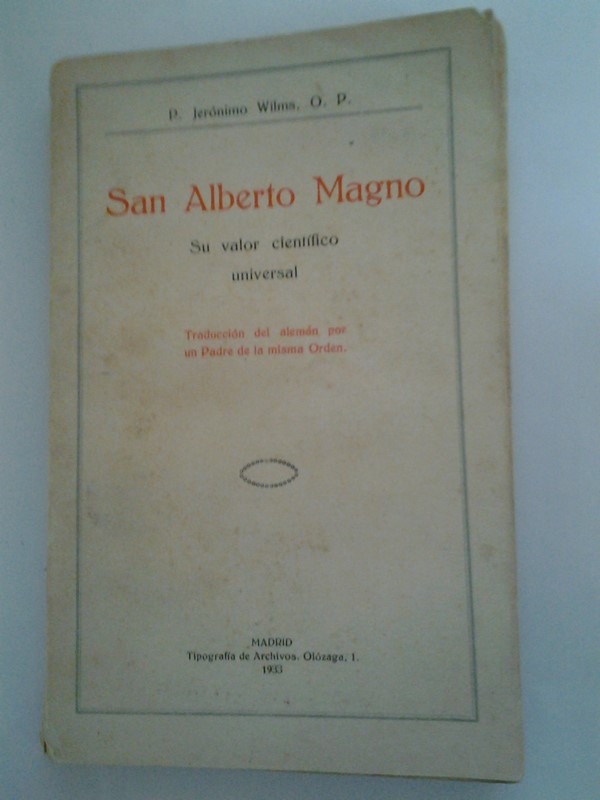 P. Jerónimo Wilms, O. P.
San Alberto Magno
Su valor científico
universal
Traducción del alemán por
un Padre de la misma Orden.
MADRID
Tipografía de Archivos. Olózaga, 1.
1933